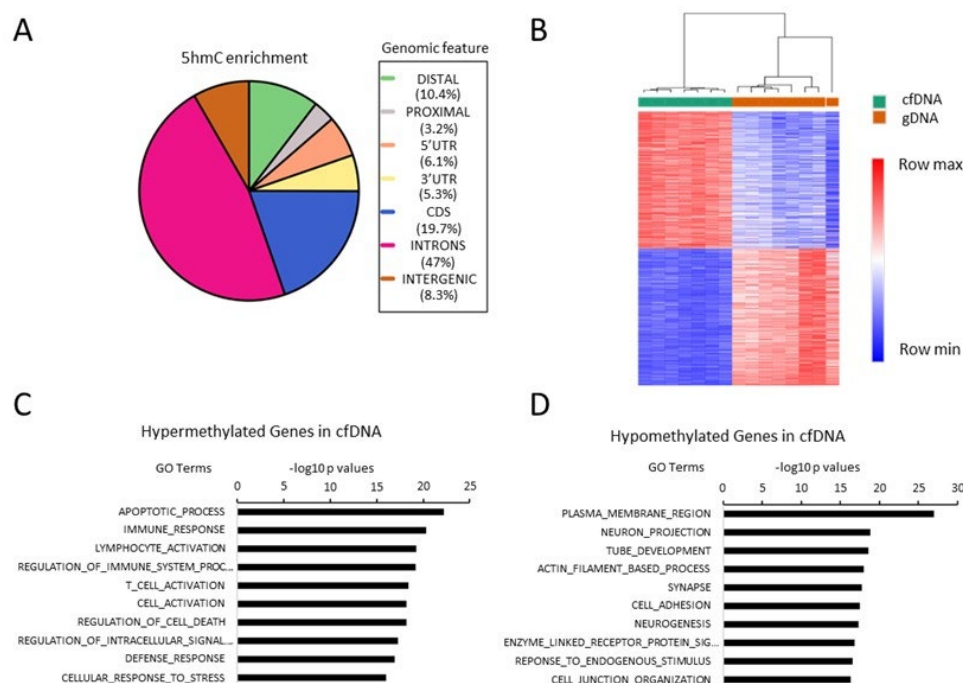 A
5hmC enrichment
Genomic feature
DISTAL
(10.4%)
PROXIMAL
(3.2%)
5'UTR
(6.1%)
3'UTR
(5.3%)
CDS
(19.7%)
INTRONS
(47%)
INTERGENIC
(8.3%)
B
cfDNA
gDNA
Row max
Row min
C
Hypermethylated Genes in cfDNA
GO Terms
-log10 p values
0 5 10 15 20 25
APOPTOTIC_PROCESS
IMMUNE_RESPONSE
LYMPHOCYTE_ACTIVATION
REGULATION_OF_IMMUNE_SYSTEM_PROC...
T_CELL_ACTIVATION
CELL_ACTIVATION
REGULATION_OF_CELL_DEATH
REGULATION_OF_INTRACELLULAR_SIGNAL...
DEFENSE_RESPONSE
CELLULAR_RESPONSE_TO_STRESS
D
Hypomethylated Genes in cfDNA
GO Terms
-log10 p values
0 5 10 15 20 25 30
PLASMA_MEMBRANE_REGION
NEURON_PROJECTION
TUBE_DEVELOPMENT
ACTIN_FILAMENT_BASED_PROCESS
SYNAPSE
CELL_ADHESION
NEUROGENESIS
ENZYME_LINKED_RECEPTOR_PROTEIN_SIG...
REPONSE_TO_ENDOGENOUS_STIMULUS
CELL_JUNCTION_ORGANIZATION